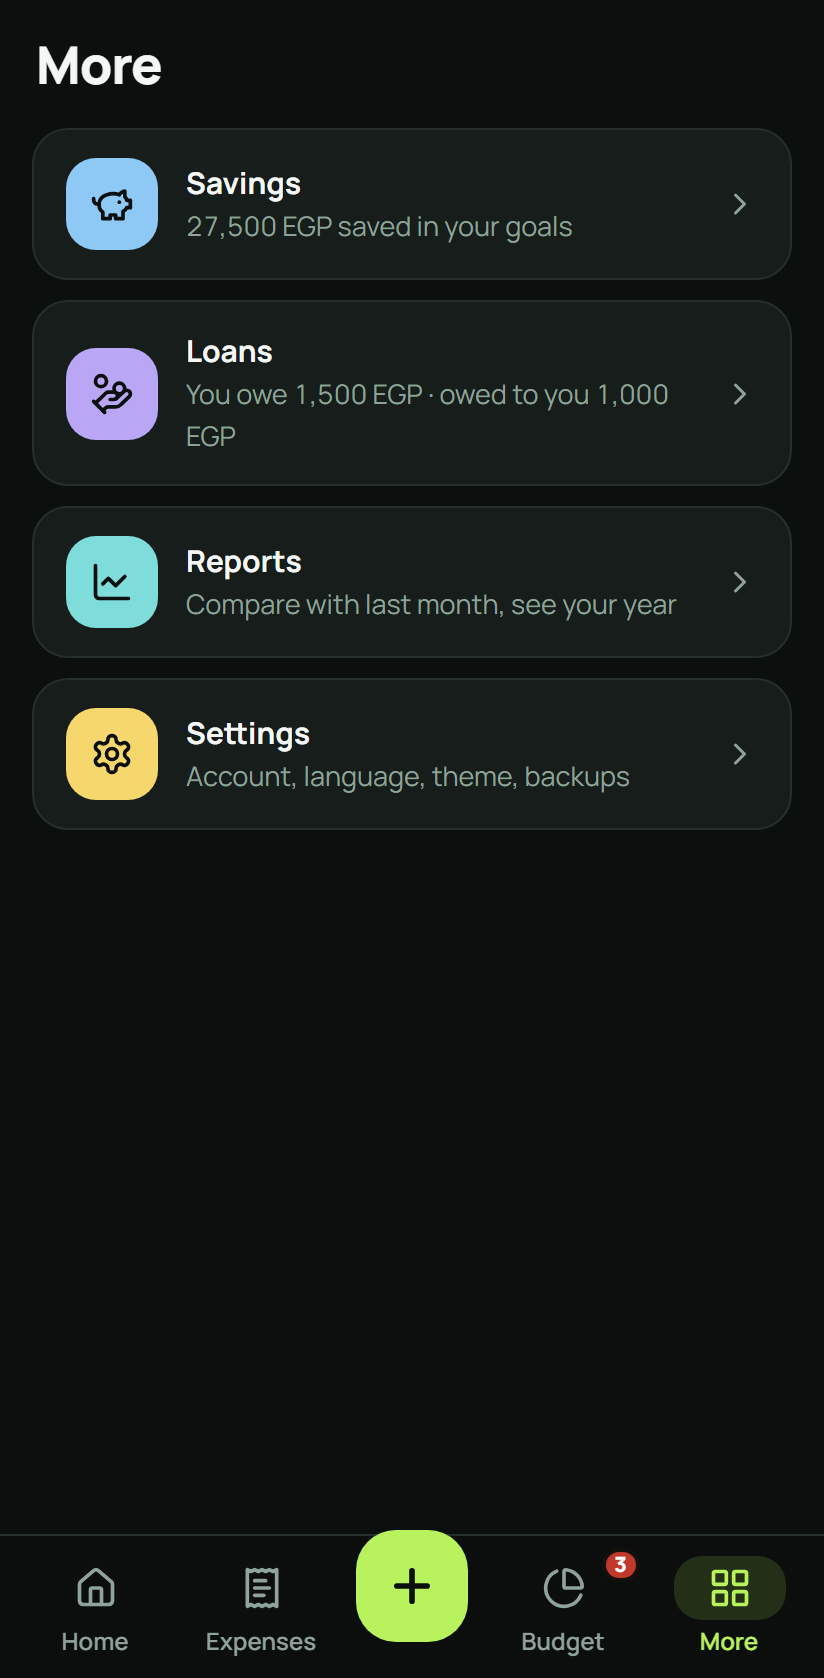 More
Savings
27,500 EGP saved in your goals
Loans
You owe 1,500 EGP · owed to you 1,000
EGP
Reports
Compare with last month, see your year
Settings
Account, language, theme, backups
3
Home
Expenses
Budget
More